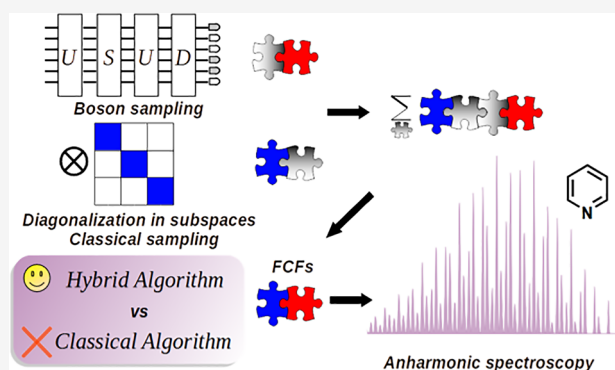 U S U D
Boson sampling
⊗
Diagonalization in subspaces
Classical sampling
Σ
FCFs
N
Hybrid Algorithm
vs
Classical Algorithm
Anharmonic spectroscopy